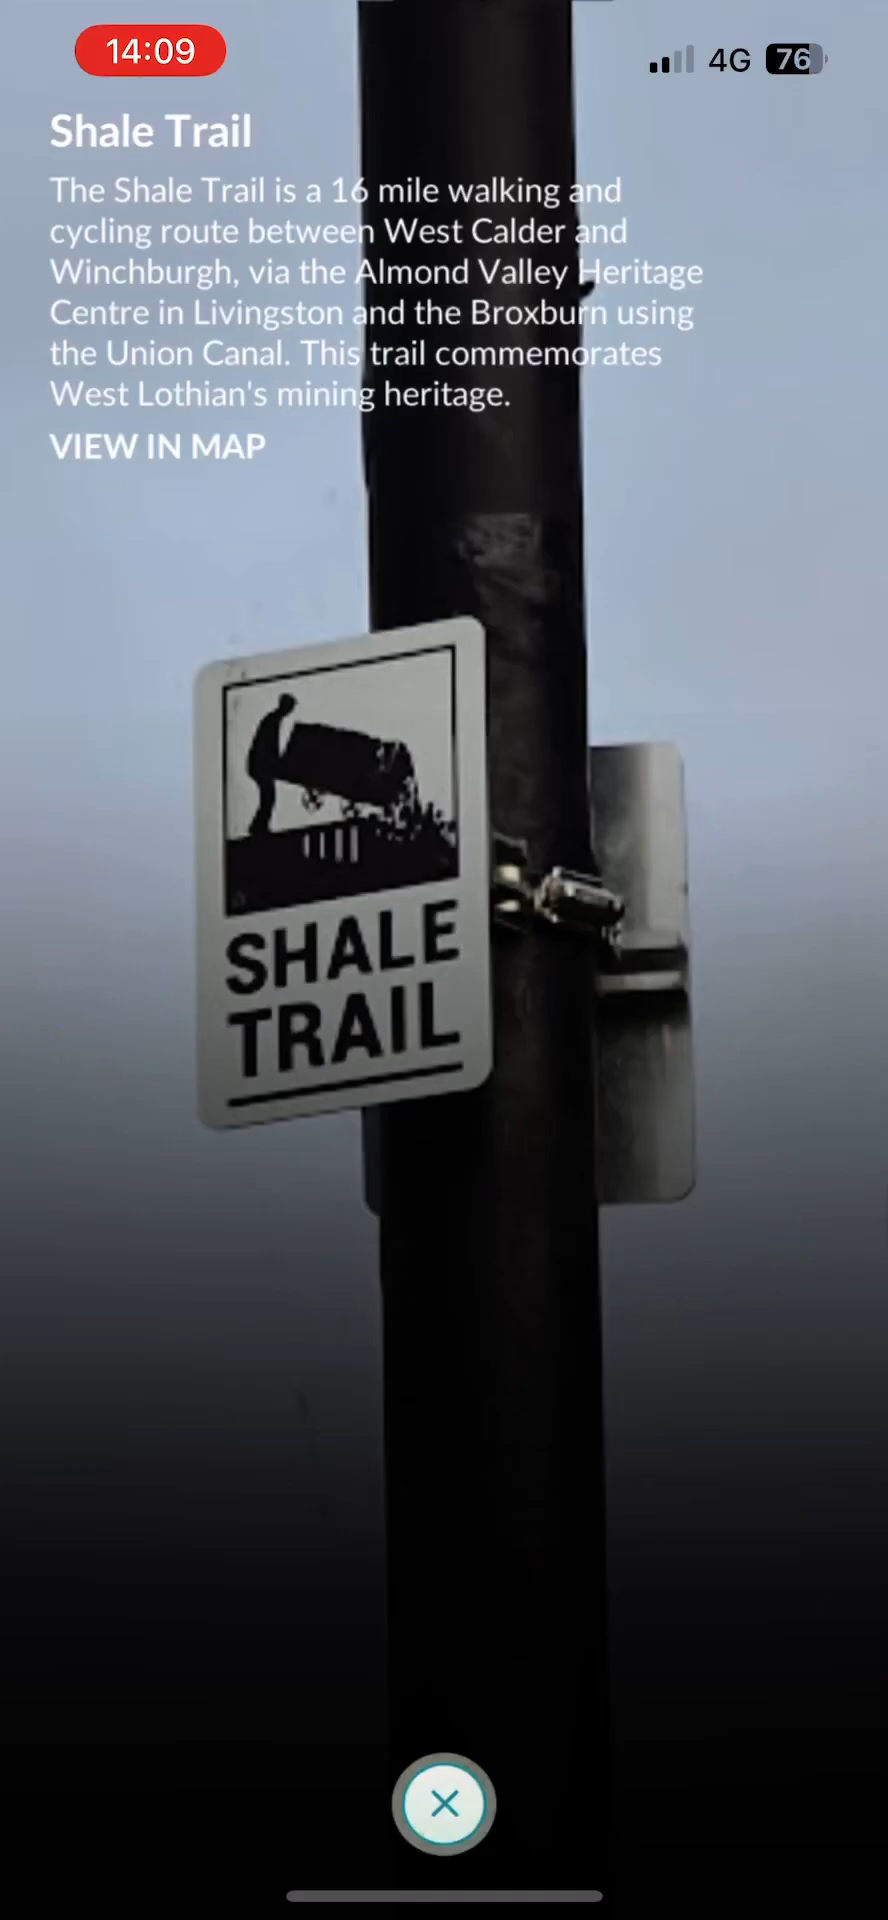 14:09
4G 76
Shale Trail
The Shale Trail is a 16 mile walking and
cycling route between West Calder and
Winchburgh, via the Almond Valley Heritage
Centre in Livingston and the Broxburn using
the Union Canal. This trail commemorates
West Lothian's mining heritage.
VIEW IN MAP
SHALE
TRAIL